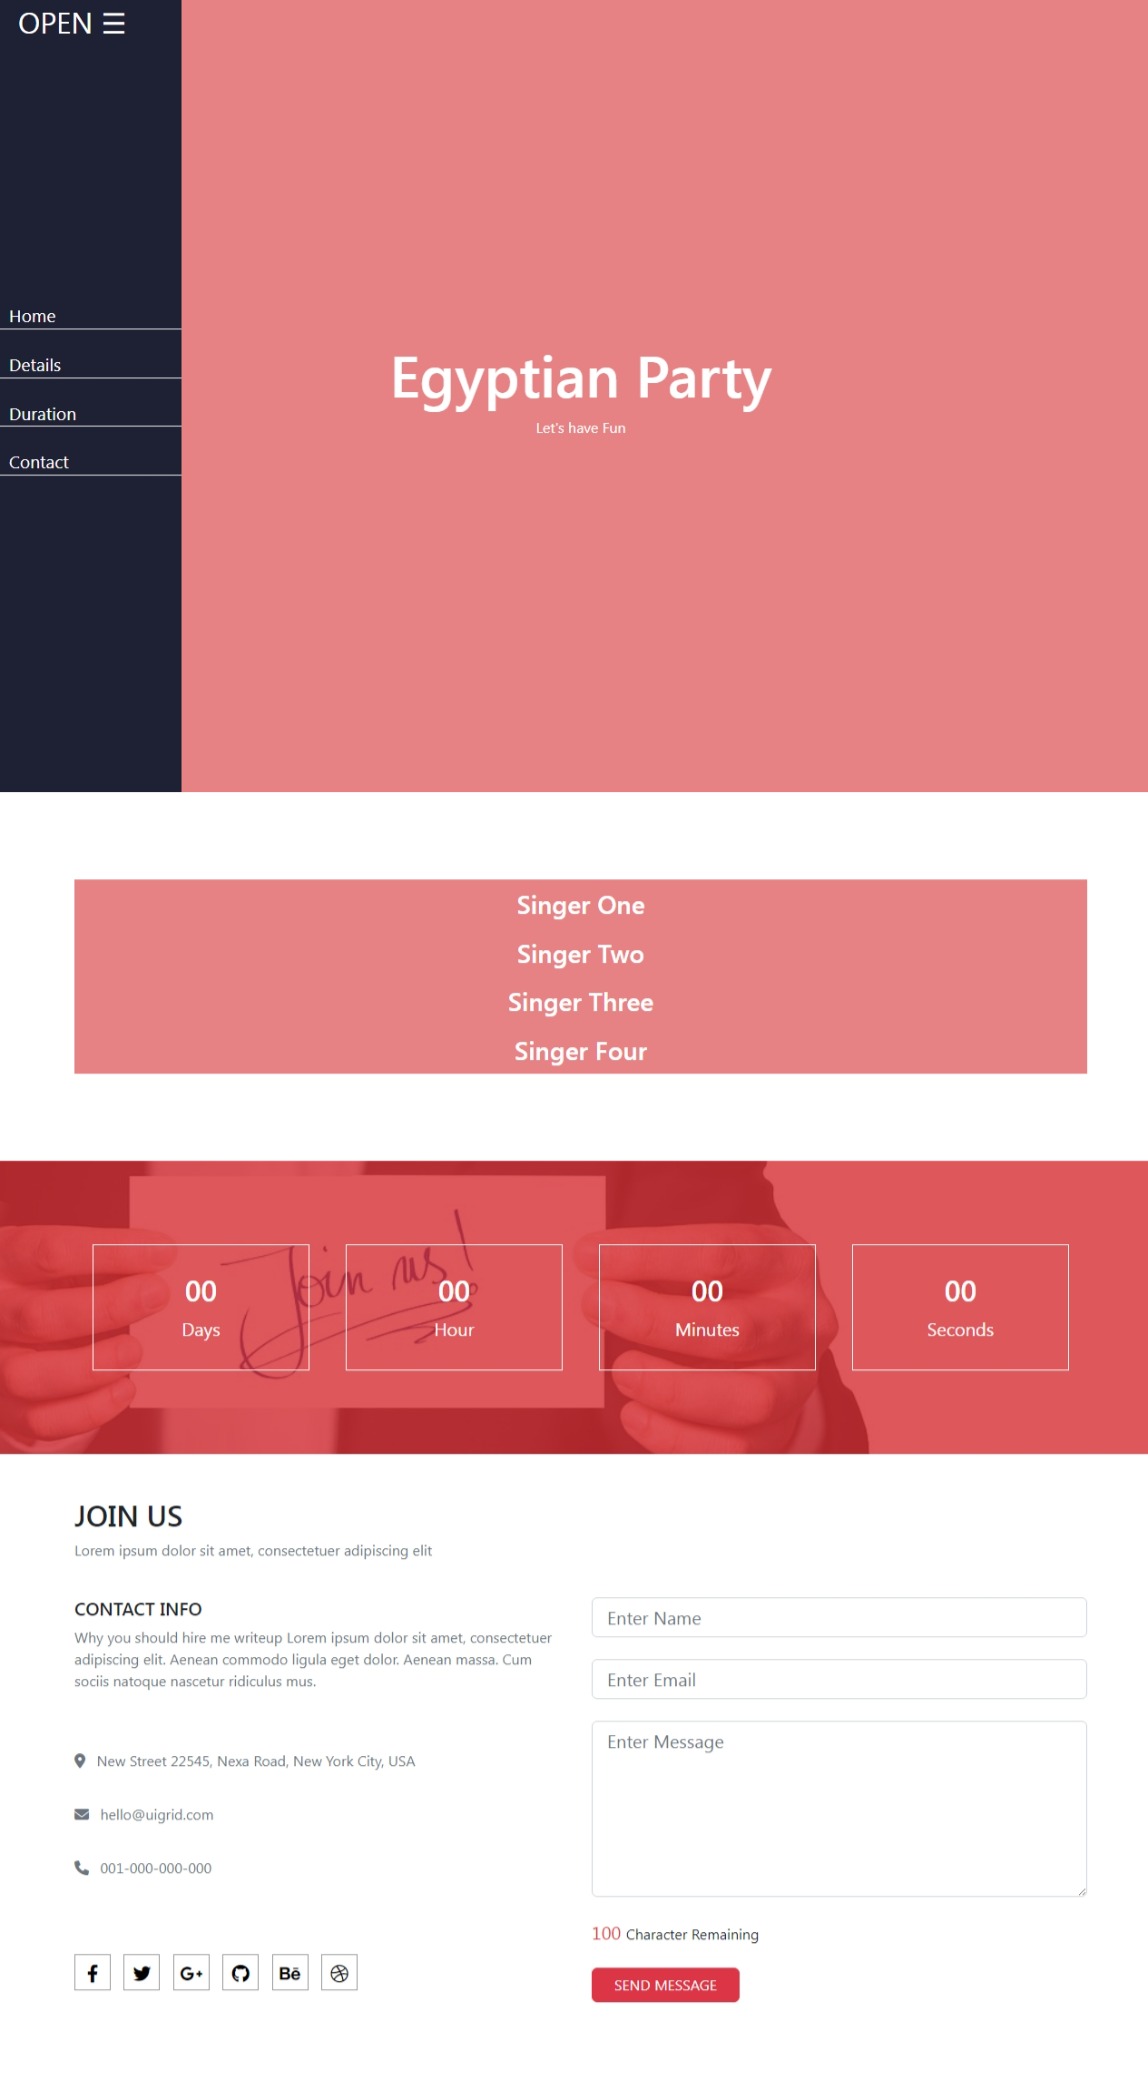 OPEN ☰
Home
Details
Duration
Contact
Egyptian Party
Let's have Fun
Singer One
Singer Two
Singer Three
Singer Four
Join us!
00
Days
00
Hour
00
Minutes
00
Seconds
JOIN US
Lorem ipsum dolor sit amet, consectetuer adipiscing elit
CONTACT INFO
Why you should hire me writeup Lorem ipsum dolor sit amet, consectetuer
adipiscing elit. Aenean commodo ligula eget dolor. Aenean massa. Cum
sociis natoque nascetur ridiculus mus.
New Street 22545, Nexa Road, New York City, USA
hello@uigrid.com
001-000-000-000
Enter Name
Enter Email
Enter Message
100 Character Remaining
SEND MESSAGE